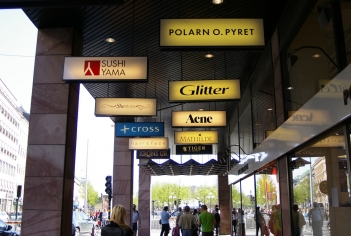 POLARN O. PYRET
SUSHI
YAMA
Glitter
Acne
cross
MATHILDE
TIGER